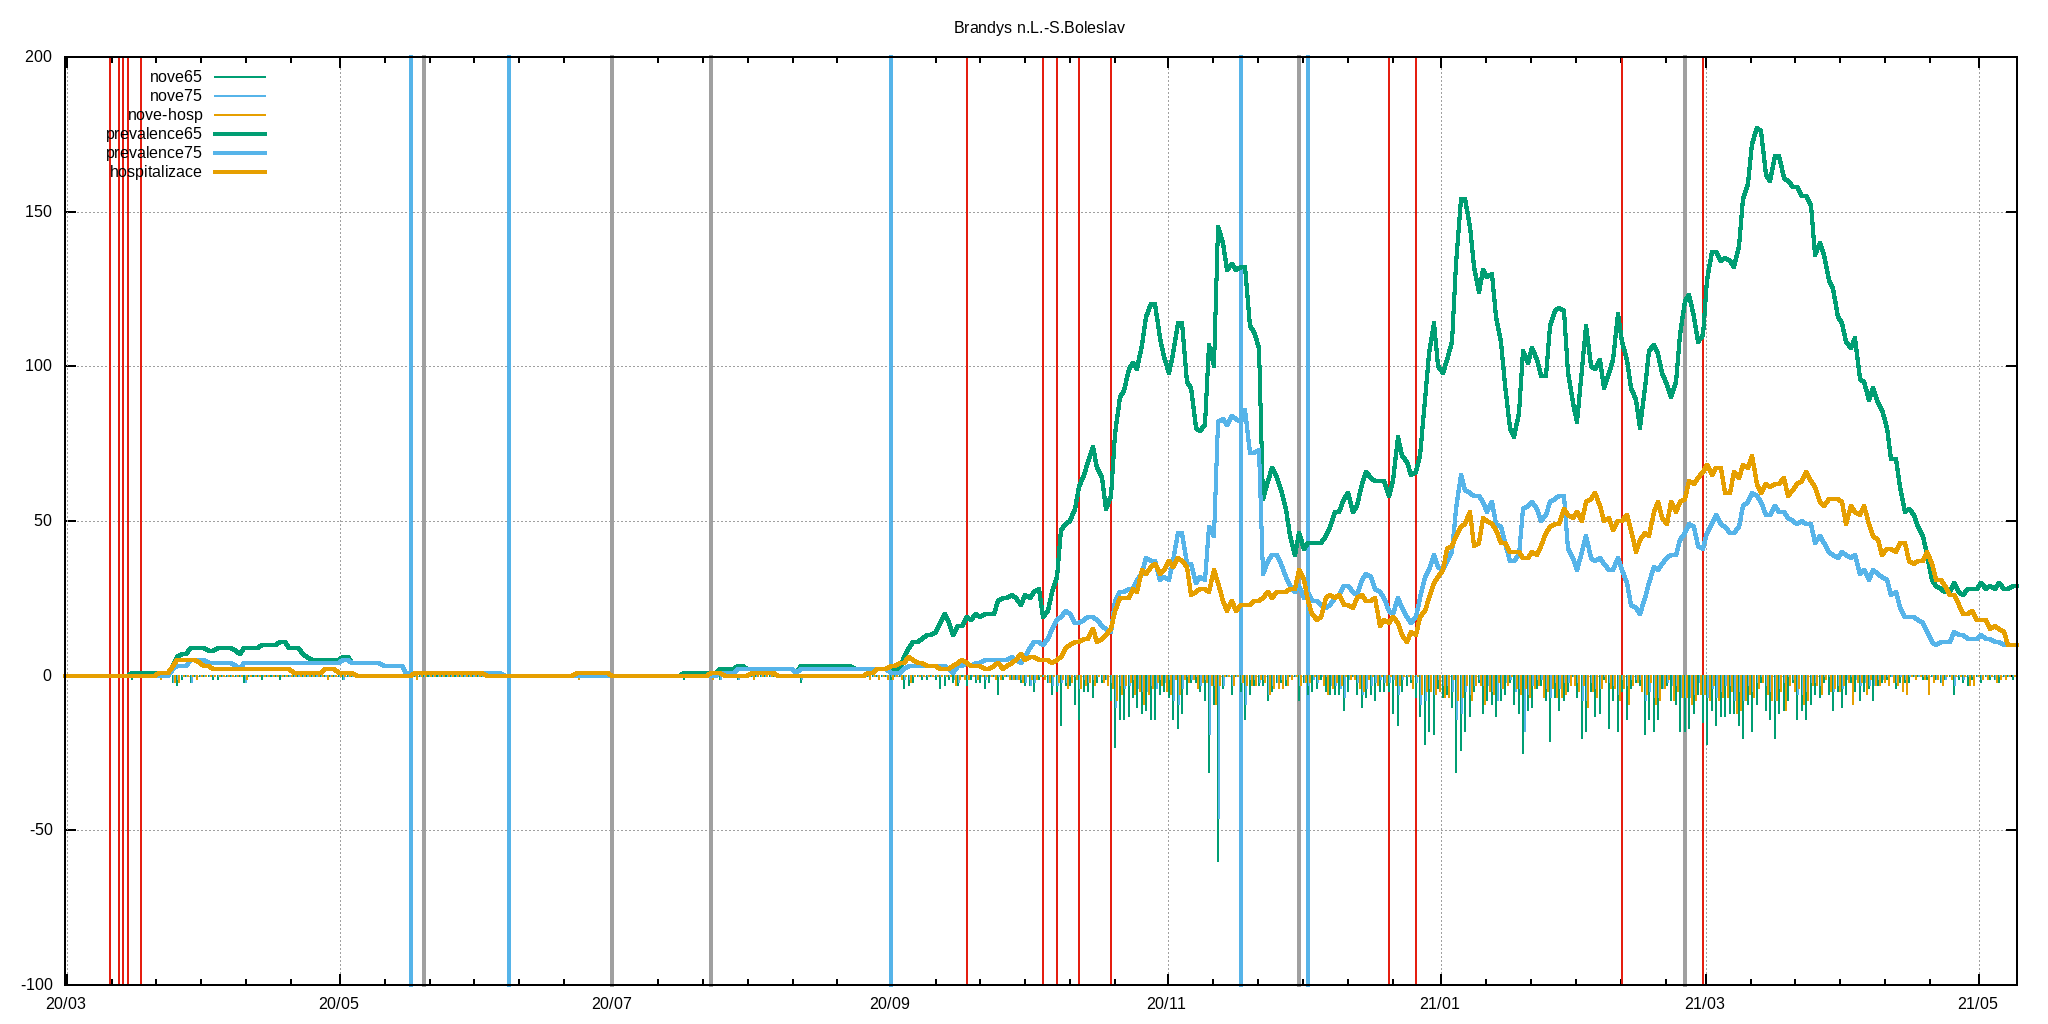 Brandys n.L.-S.Boleslav
200
150
100
50
0
-50
-100
nove65
nove75
nove-hosp
prevalence65
prevalence75
hospitalizace
20/03 20/05 20/07 20/09 20/11 21/01 21/03 21/05